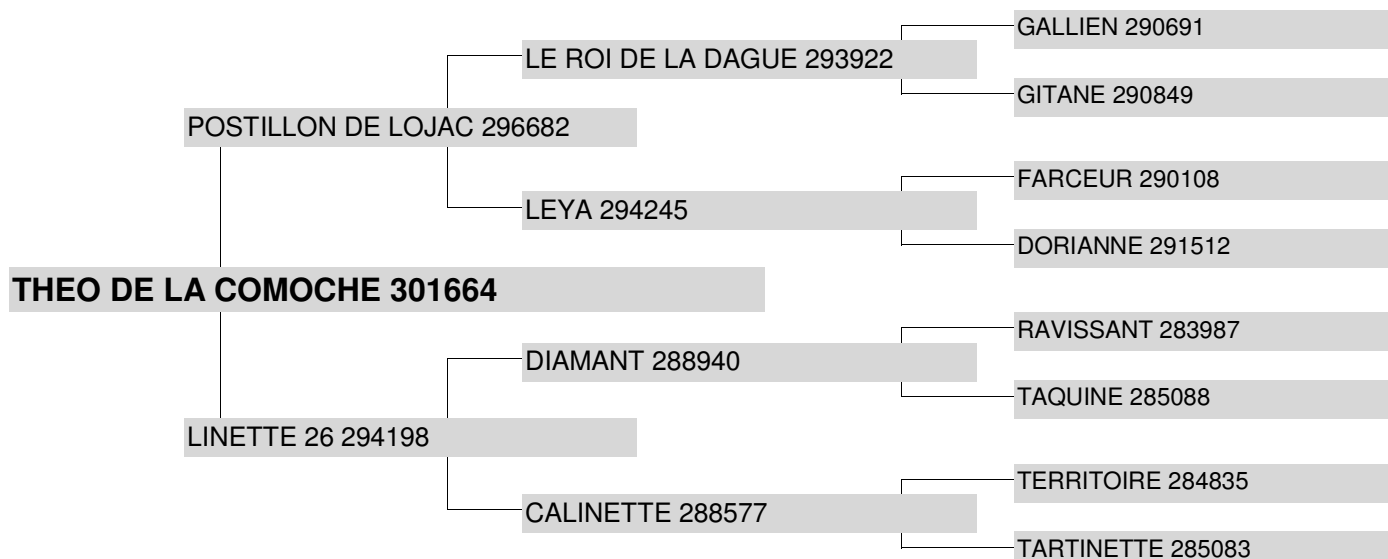 GALLIEN 290691
LE ROI DE LA DAGUE 293922
GITANE 290849
POSTILLON DE LOJAC 296682
FARCEUR 290108
LEYA 294245
DORIANNE 291512
THEO DE LA COMOCHE 301664
RAVISSANT 283987
DIAMANT 288940
TAQUINE 285088
LINETTE 26 294198
TERRITOIRE 284835
CALINETTE 288577
TARTINETTE 285083